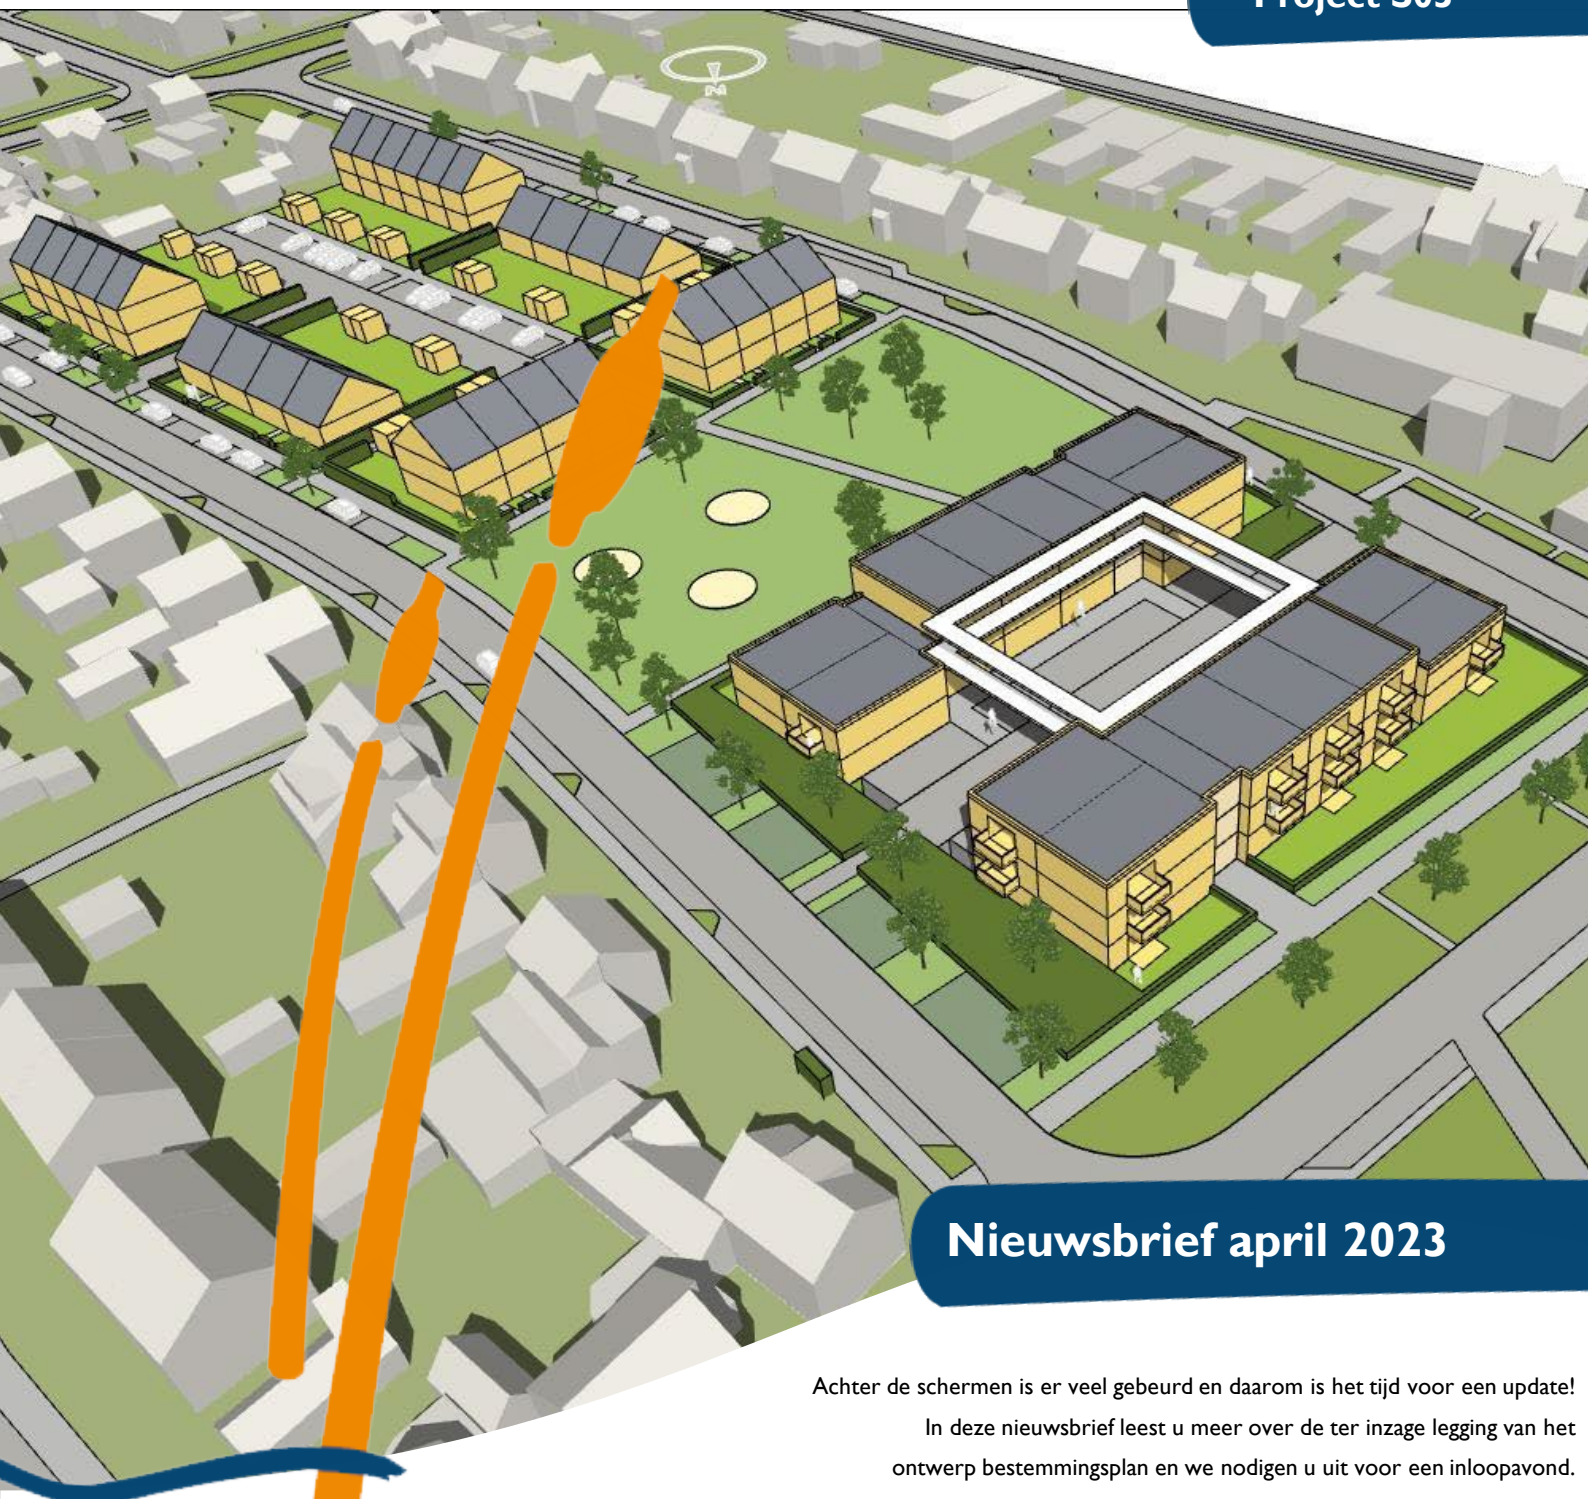 Project
Nieuwsbrief april 2023
Achter de schermen is er veel gebeurd en daarom is het tijd voor een update!
In deze nieuwsbrief leest u meer over de ter inzage legging van het
ontwerp bestemmingsplan en we nodigen u uit voor een inloopavond.